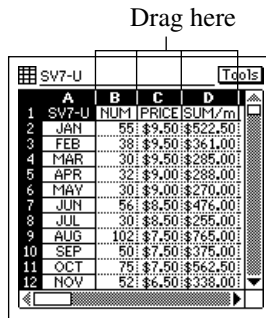 Drag here
SV7-U Tools
A B C D
1 SV7-U NUM PRICE SUM/m
2 JAN 55 $9.50 $522.50
3 FEB 38 $9.50 $361.00
4 MAR 30 $9.50 $285.00
5 APR 32 $9.00 $288.00
6 MAY 30 $9.00 $270.00
7 JUN 56 $8.50 $476.00
8 JUL 30 $8.50 $255.00
9 AUG 102 $7.50 $765.00
10 SEP 50 $7.50 $375.00
11 OCT 75 $7.50 $562.50
12 NOV 52 $6.50 $338.00